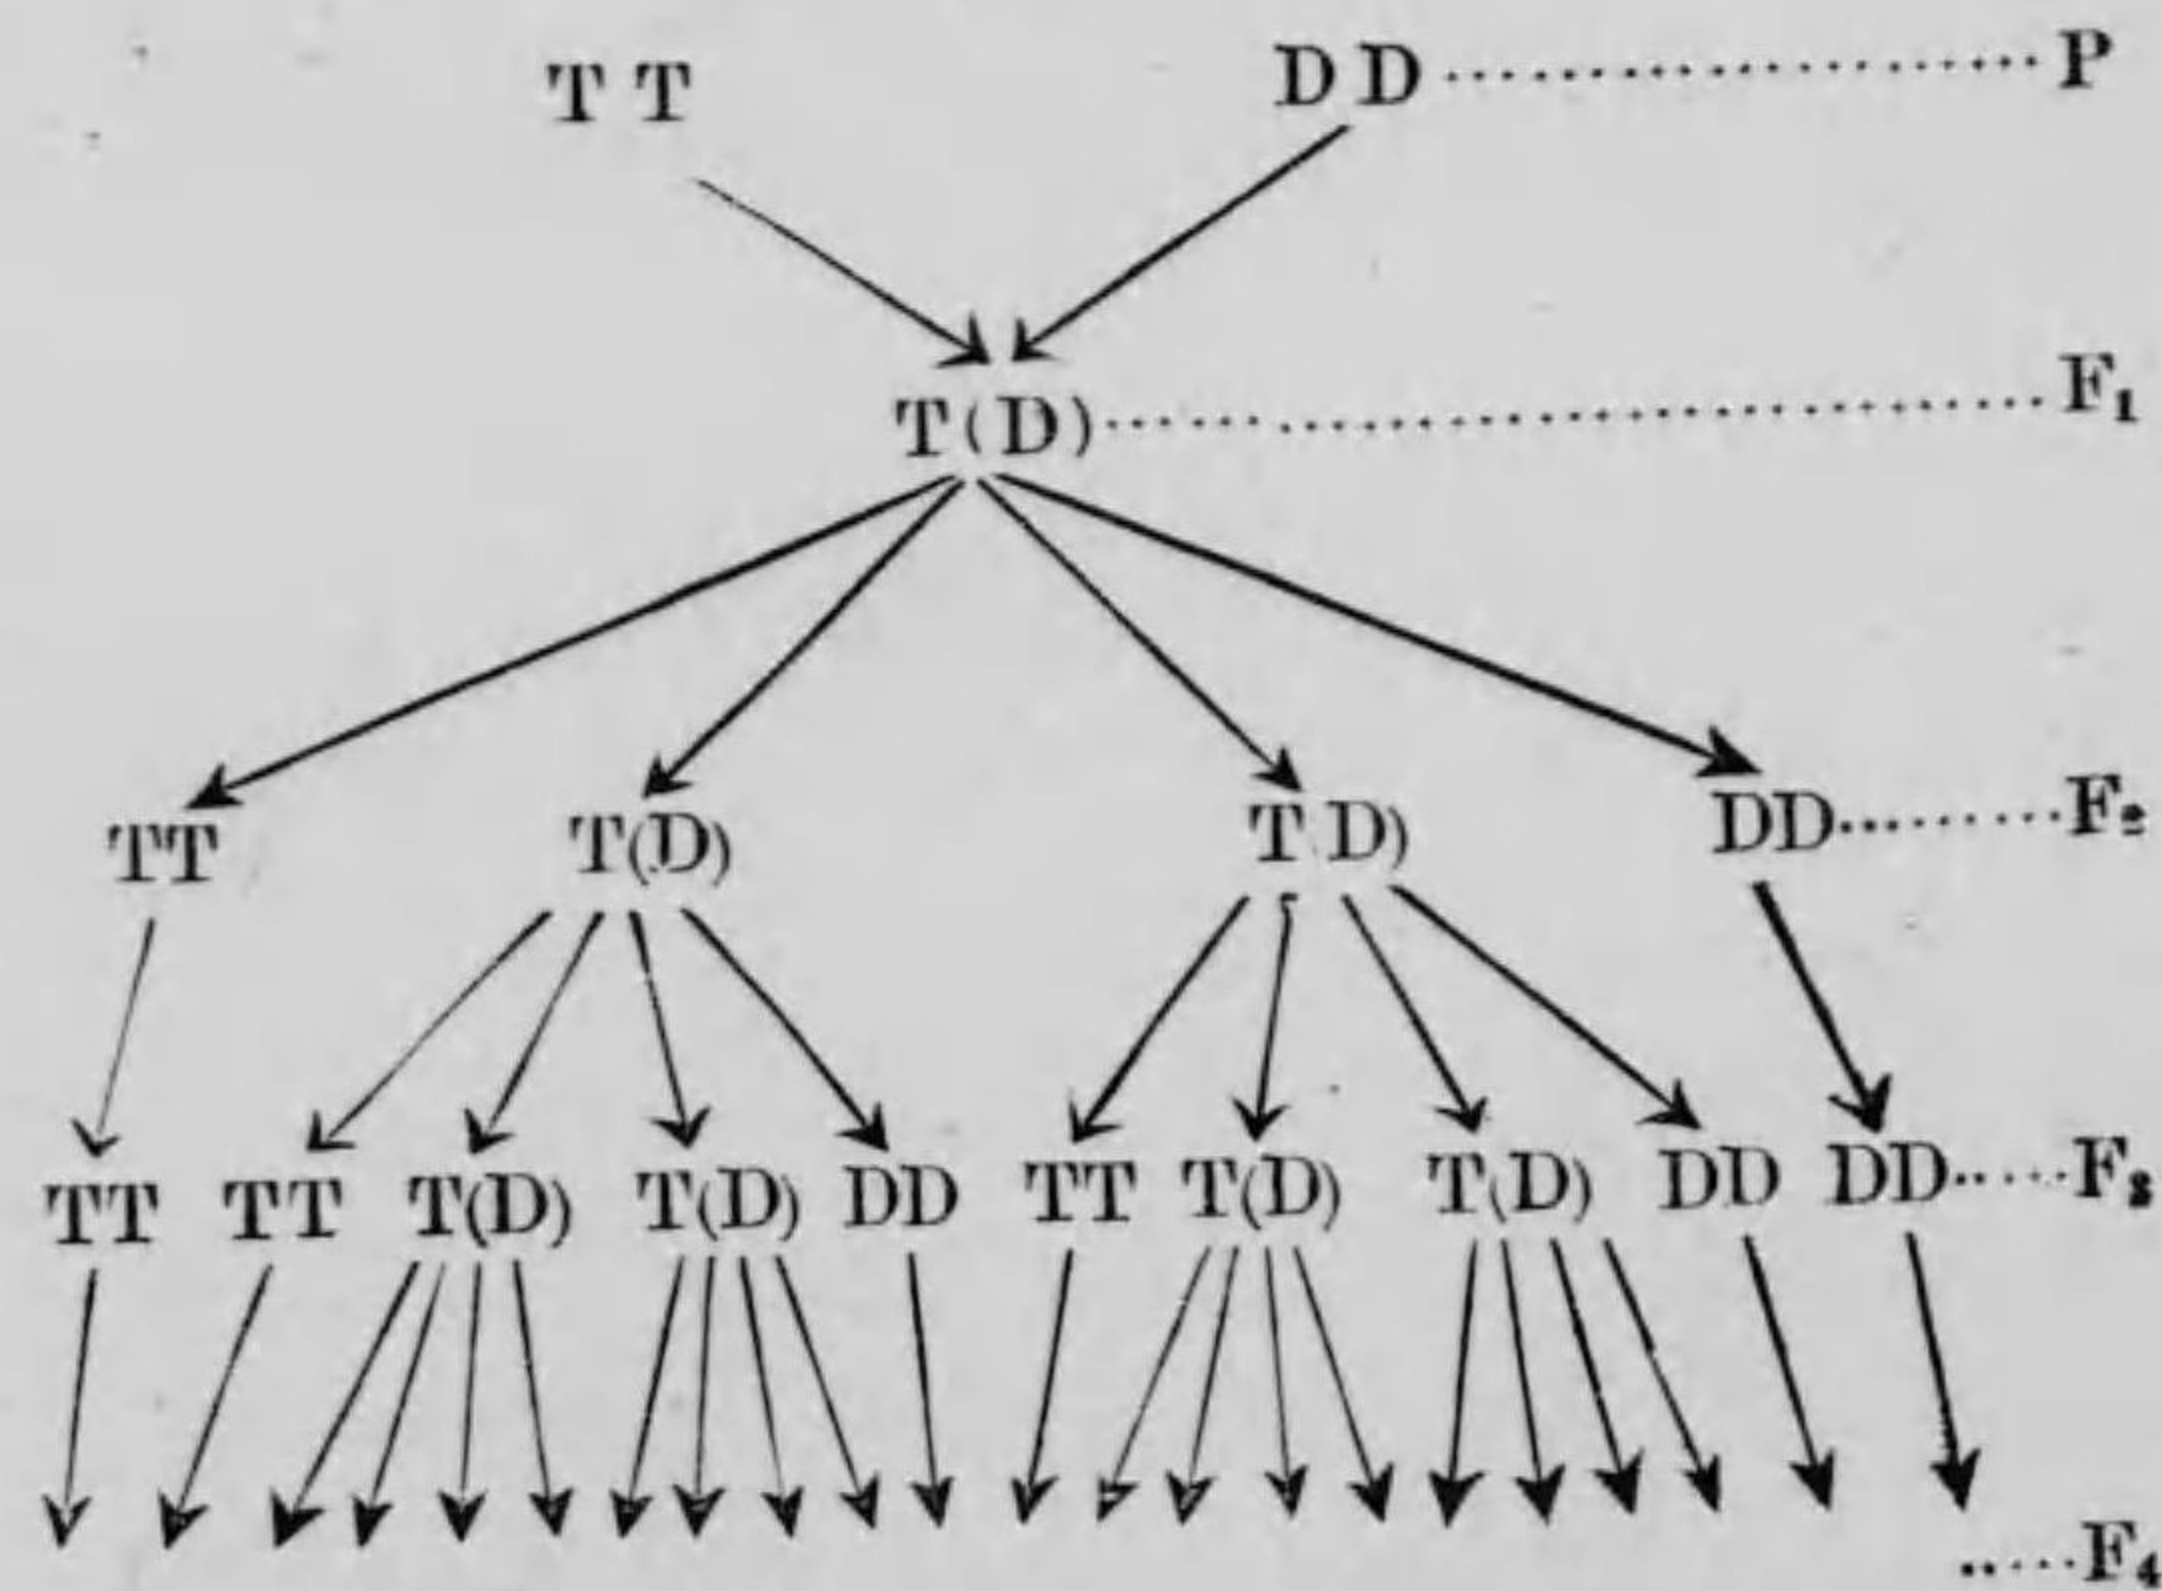 T T D D ..................... P
T(D) ..................... F₁
TT T(D) T D) DD ......... F₂
TT TT T(D) T(D) DD TT T(D) T(D) DD DD ..... F₃
..... F₄